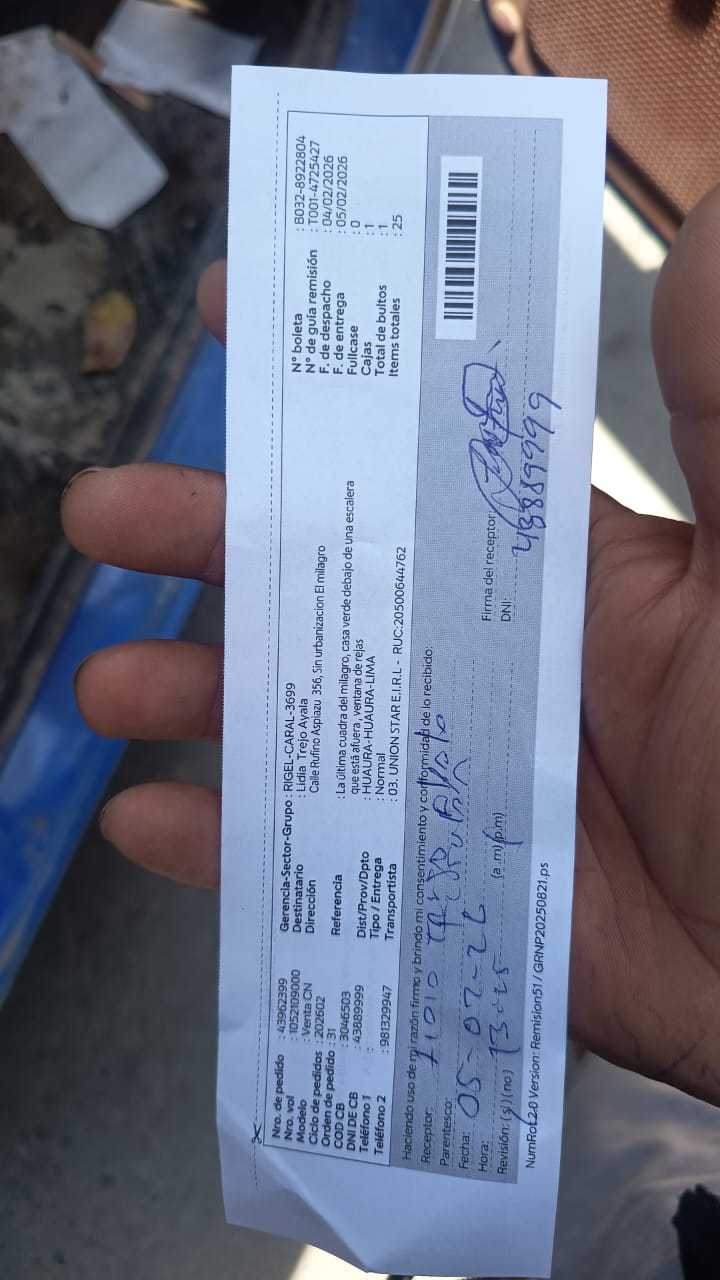 Nro. de pedido : 43962399
Nro. vol : 1052109000
Modelo : Venta CN
Ciclo de pedidos : 202602
Orden de pedido : 31
COD CB : 3046503
DNI DE CB : 43889999
Teléfono 1 :
Teléfono 2 : 981329947
Gerencia-Sector-Grupo : RIGEL-CARAL-3699
Destinatario : Lidia Trejo Ayala
Dirección Calle Rufino Aspiazu 356, Sin urbanizacion El milagro
Referencia : La última cuadra del milagro, casa verde debajo de una escalera
que está afuera, ventana de rejas
Dist/Prov/Dpto : HUAURA-HUAURA-LIMA
Tipo / Entrega : Normal
Transportista : 03. UNION STAR E.I.R.L - RUC:20500644762
N° boleta : B032-8922804
N° de guía remisión : T001-4725427
F. de despacho : 04/02/2026
F. de entrega : 05/02/2026
Fullcase : 0
Cajas : 1
Total de bultos : 1
Items totales : 25
Haciendo uso de mi razón firmo y brindo mi consentimiento y conformidad de lo recibido:
Receptor:
Parentesco:
Fecha: 05-02-26
Hora: 13:25 (a.m) (p.m)
Revisión: (si) (no)
Firma del receptor:
DNI: 43889999
NumRot 2.0 Version: Remision51 / GRNP20250821.ps